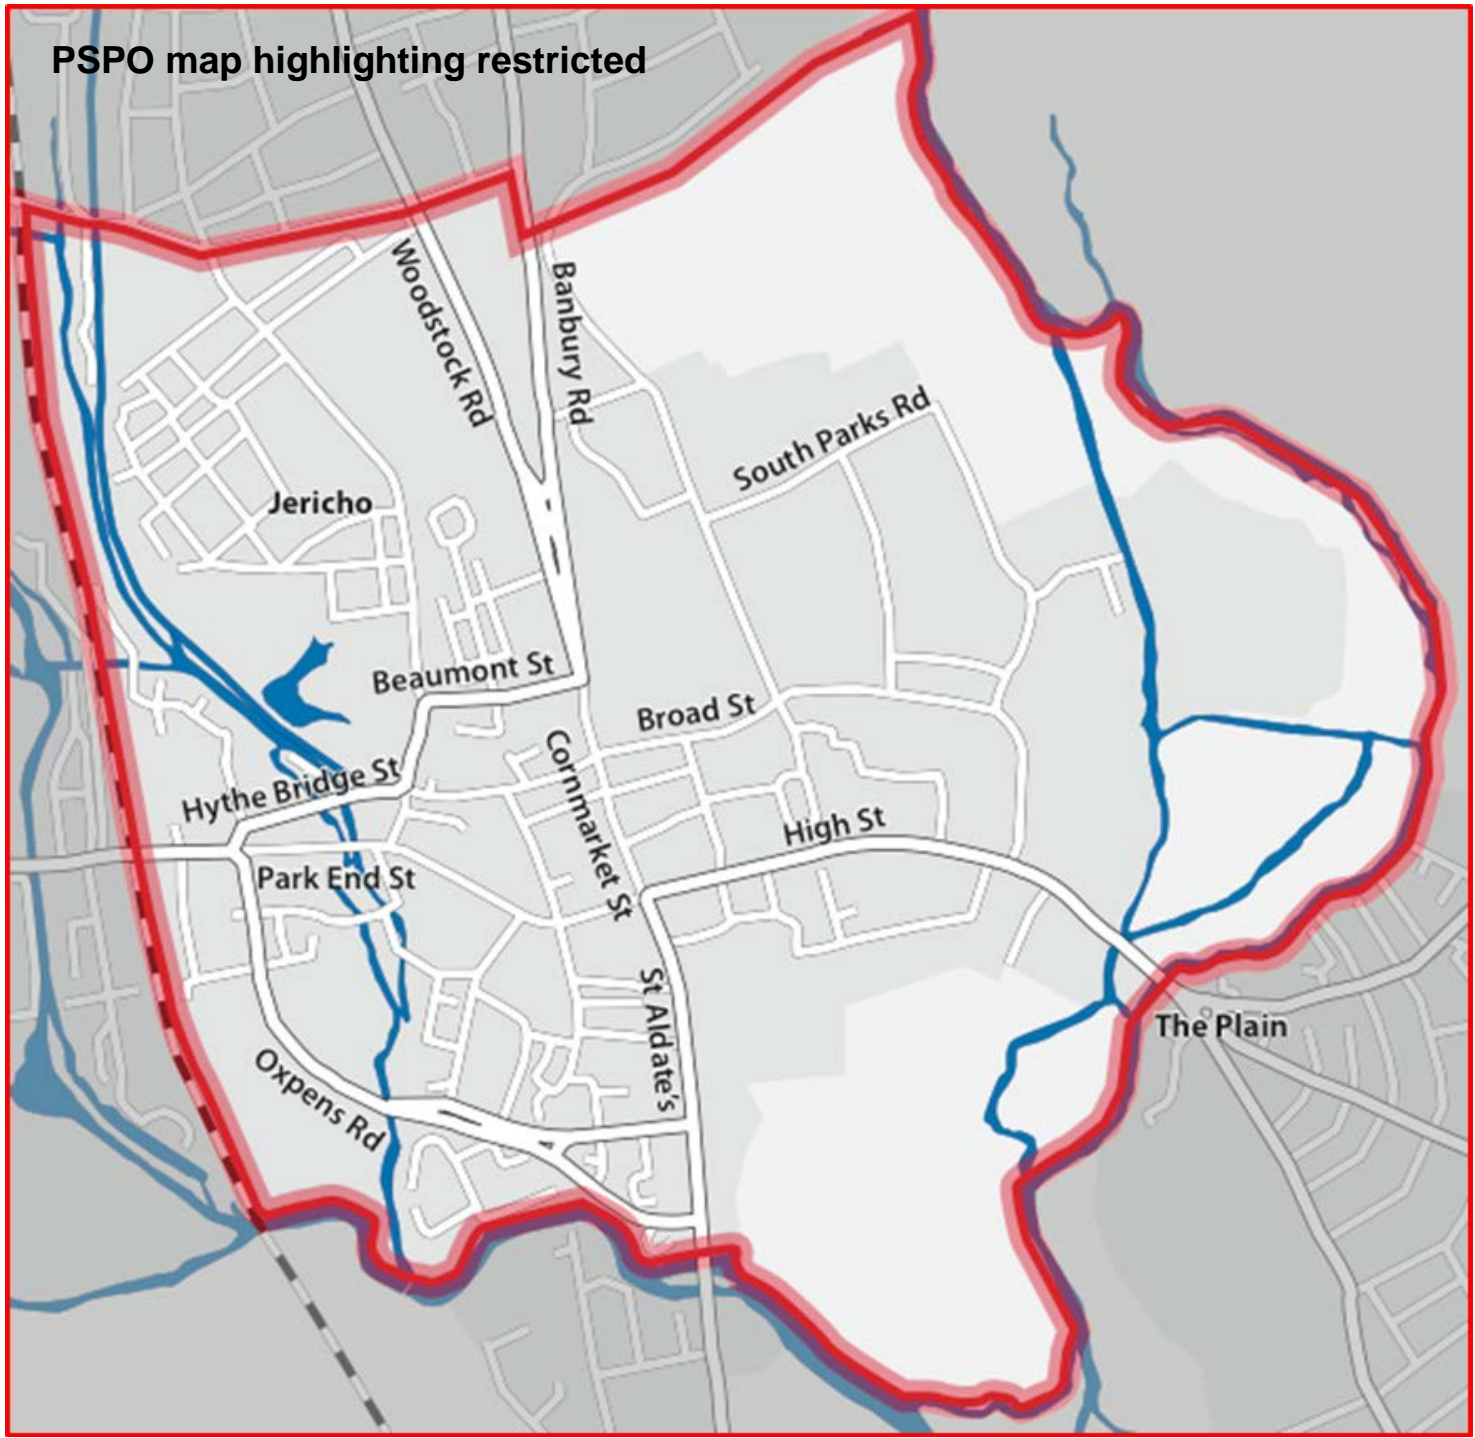 PSPO map highlighting restricted
Woodstock Rd
Banbury Rd
South Parks Rd
Jericho
Beaumont St
Broad St
Cornmarket St
Hythe Bridge St
High St
Park End St
St Aldate's
The Plain
Oxpens Rd